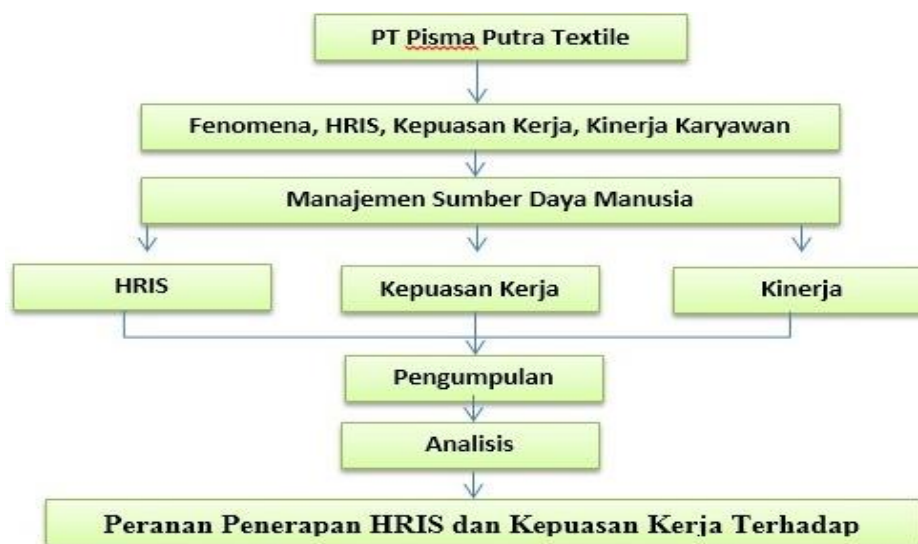 PT Pisma Putra Textile
Fenomena, HRIS, Kepuasan Kerja, Kinerja Karyawan
Manajemen Sumber Daya Manusia
HRIS
Kepuasan Kerja
Kinerja
Pengumpulan
Analisis
Peranan Penerapan HRIS dan Kepuasan Kerja Terhadap